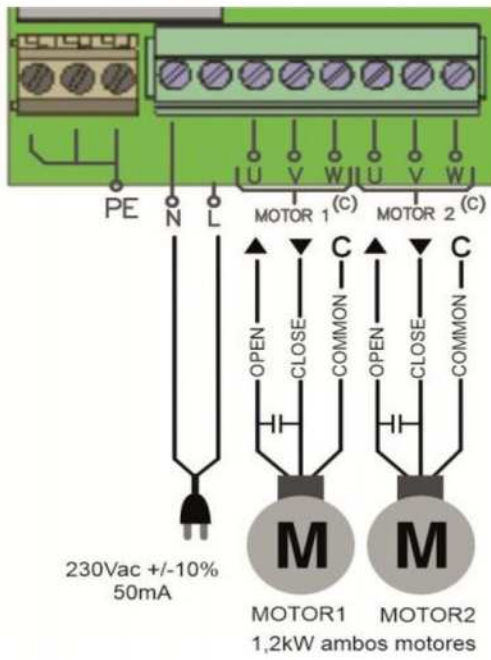 PE
N L
U V W U V W
MOTOR 1 (C) MOTOR 2 (C)
C C
OPEN CLOSE COMMON OPEN CLOSE COMMON
M M
230Vac +/-10%
50mA
MOTOR1 MOTOR2
1,2kW ambos motores